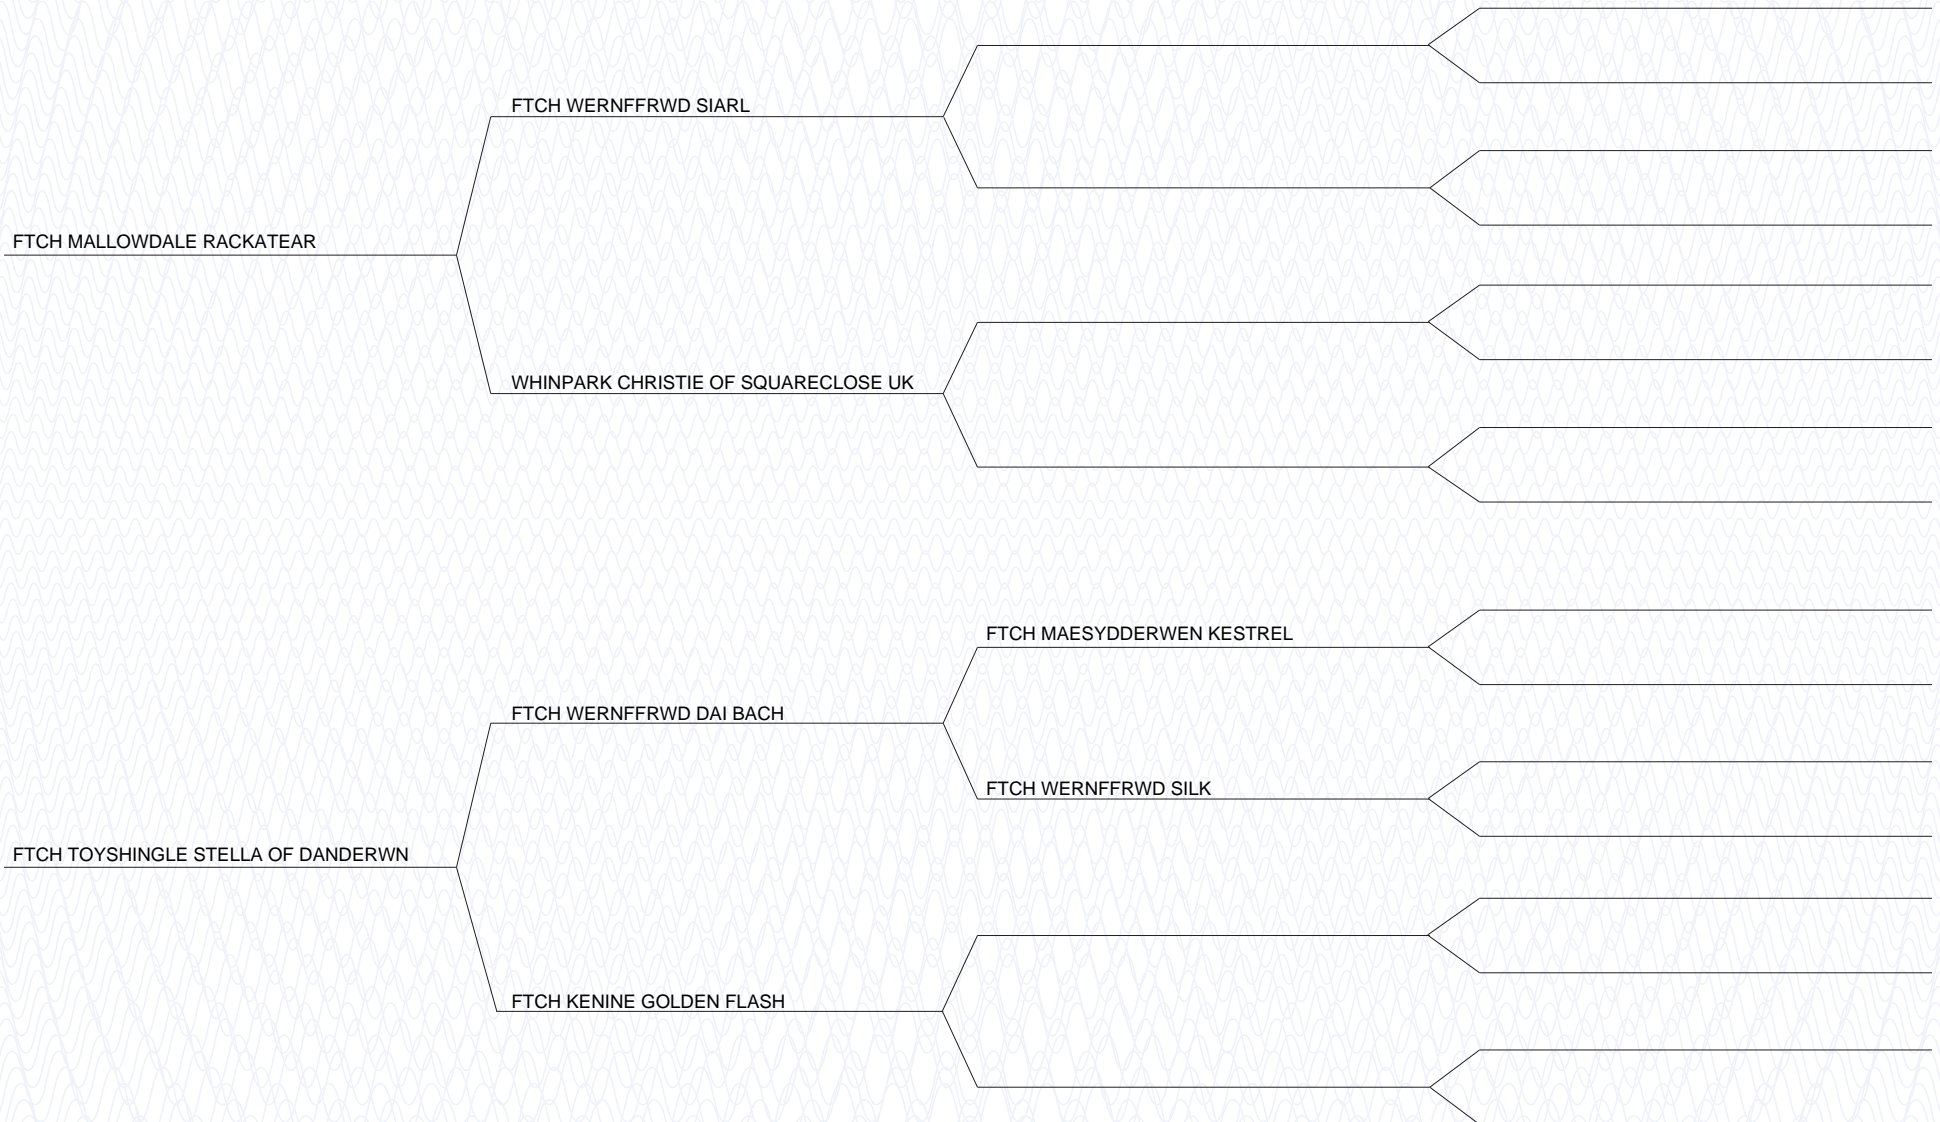 FTCH WERNFFRWD SIARL
FTCH MALLOWDALE RACKATEAR
WHINPARK CHRISTIE OF SQUARECLOSE UK
FTCH MAESYDDERWEN KESTREL
FTCH WERNFFRWD DAI BACH
FTCH WERNFFRWD SILK
FTCH TOYSHINGLE STELLA OF DANDERWN
FTCH KENINE GOLDEN FLASH